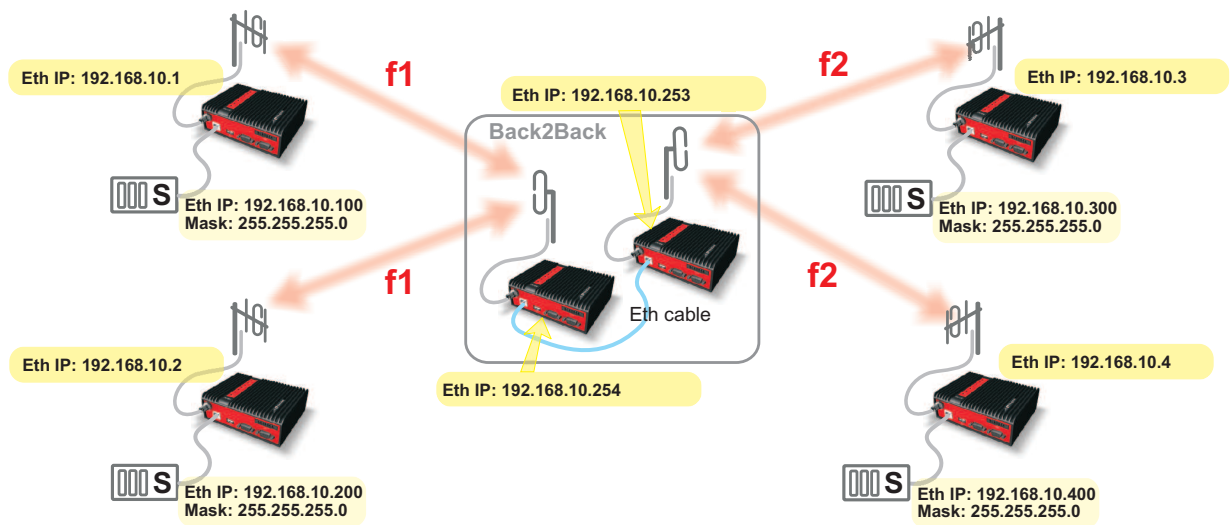 Eth IP: 192.168.10.1
f1
Eth IP: 192.168.10.253
f2
Eth IP: 192.168.10.3
Back2Back
S
Eth IP: 192.168.10.100
Mask: 255.255.255.0
S
Eth IP: 192.168.10.300
Mask: 255.255.255.0
f1
f2
Eth cable
Eth IP: 192.168.10.2
Eth IP: 192.168.10.254
Eth IP: 192.168.10.4
S
Eth IP: 192.168.10.200
Mask: 255.255.255.0
S
Eth IP: 192.168.10.400
Mask: 255.255.255.0